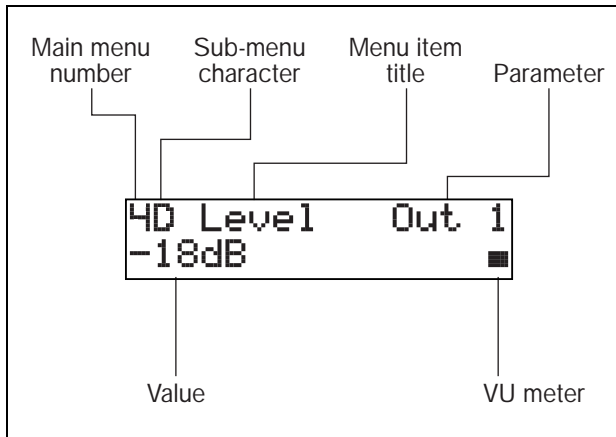 Main menu number
Sub-menu character
Menu item title
Parameter
4D Level Out 1
-18dB
Value
VU meter